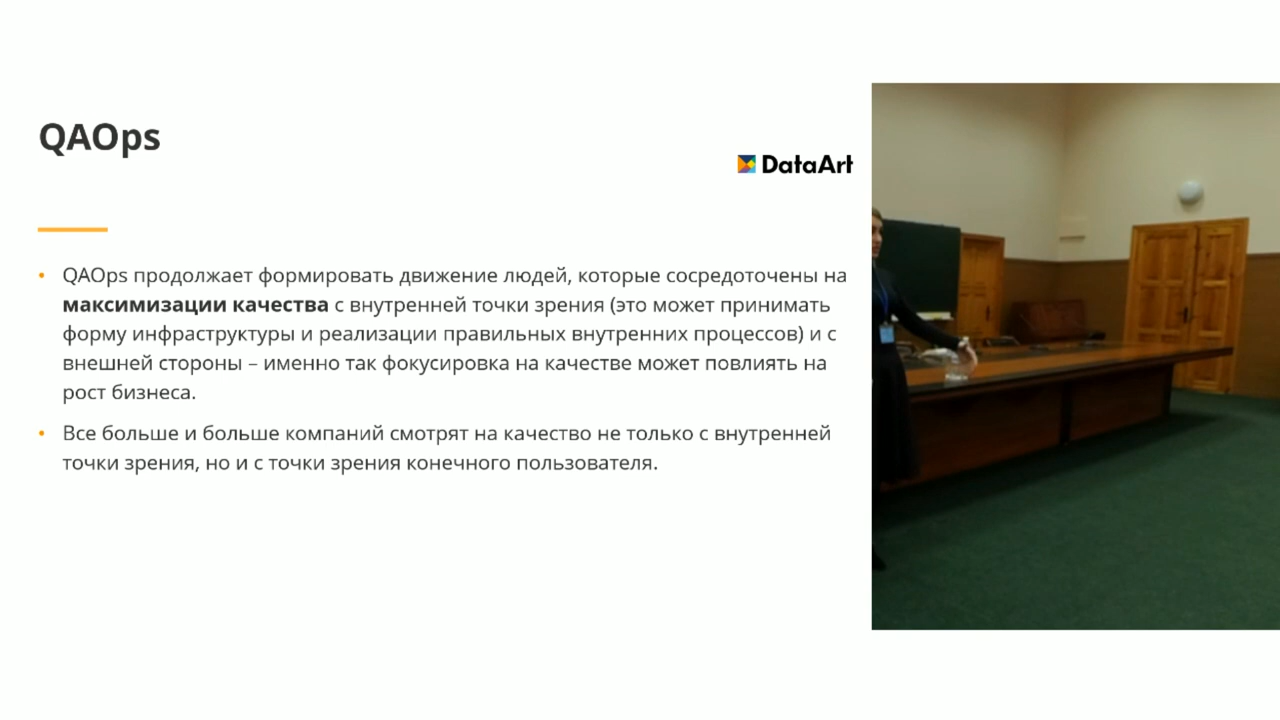 QAOps
DataArt
QAOps продолжает формировать движение людей, которые сосредоточены на
максимизации качества с внутренней точки зрения (это может принимать
форму инфраструктуры и реализации правильных внутренних процессов) и с
внешней стороны – именно так фокусировка на качестве может повлиять на
рост бизнеса.
Все больше и больше компаний смотрят на качество не только с внутренней
точки зрения, но и с точки зрения конечного пользователя.